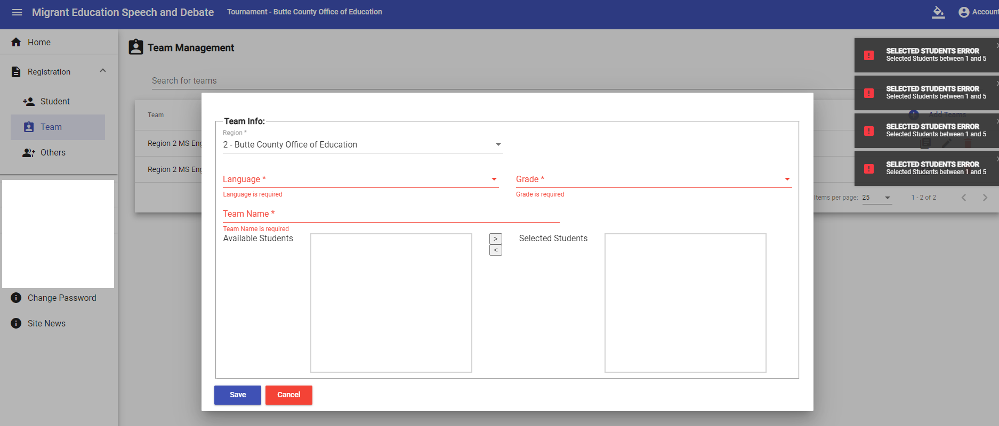 Migrant Education Speech and Debate
Tournament - Butte County Office of Education
Account
Home
Registration
Student
Team
Others
Change Password
Site News
Team Management
Search for teams
Team
Add Teams
Region 2 MS Eng
Region 2 MS Eng
Items per page: 25
1 - 2 of 2
SELECTED STUDENTS ERROR
Selected Students between 1 and 5
SELECTED STUDENTS ERROR
Selected Students between 1 and 5
SELECTED STUDENTS ERROR
Selected Students between 1 and 5
SELECTED STUDENTS ERROR
Selected Students between 1 and 5
Team Info:
Region *
2 - Butte County Office of Education
Language *
Language is required
Grade *
Grade is required
Team Name *
Team Name is required
Available Students
>
<
Selected Students
Save
Cancel